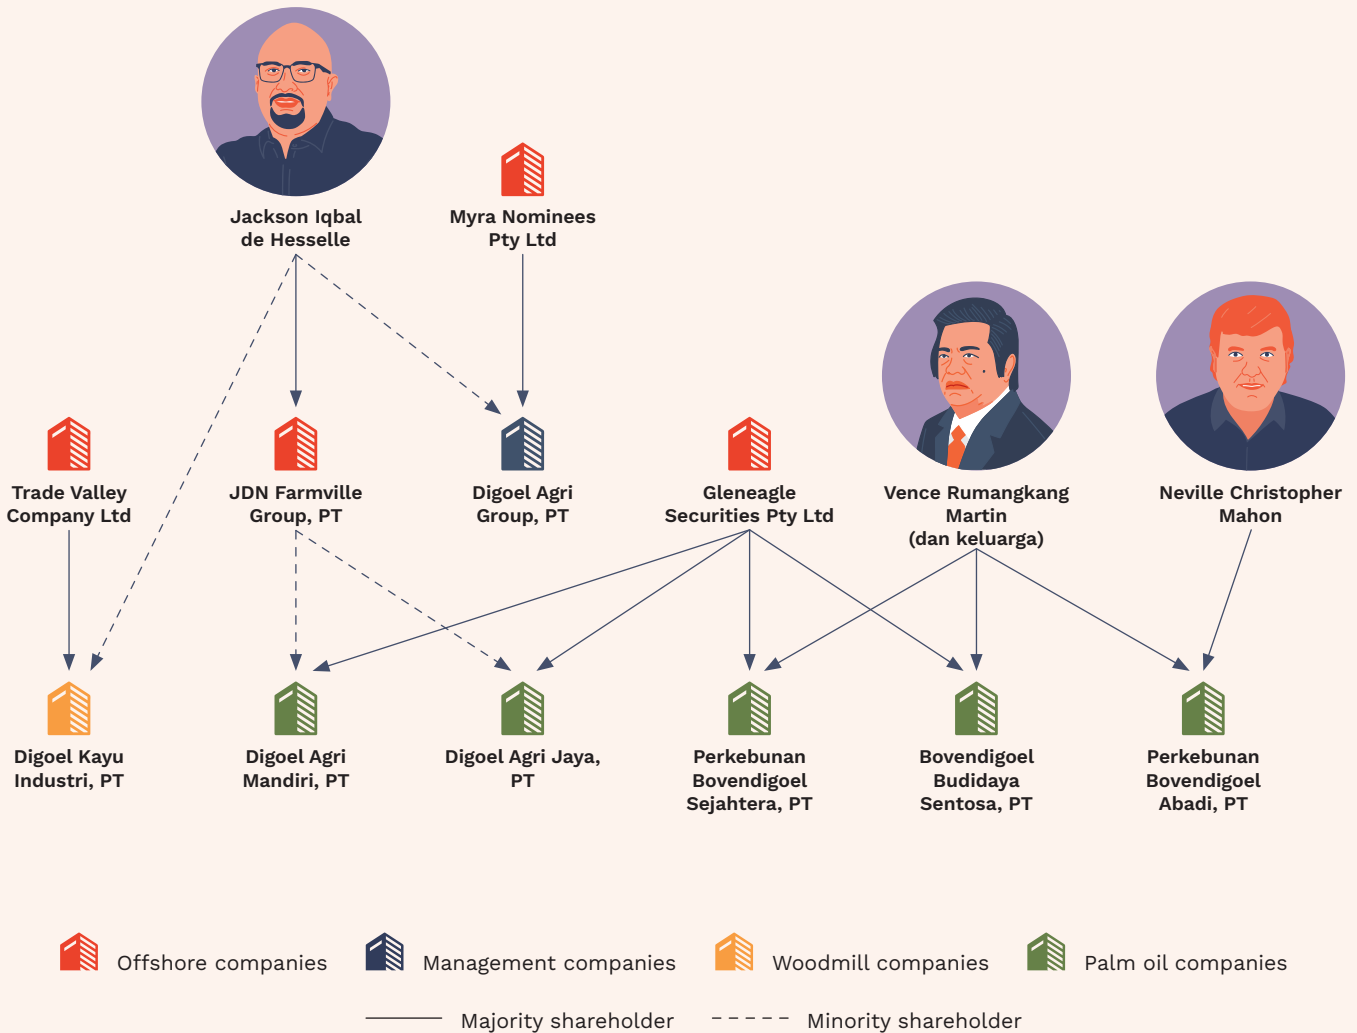 Jackson Iqbal
de Hesselle
Myra Nominees
Pty Ltd
Trade Valley
Company Ltd
JDN Farmville
Group, PT
Digoel Agri
Group, PT
Gleneagle
Securities Pty Ltd
Vence Rumangkang
Martin
(dan keluarga)
Neville Christopher
Mahon
Digoel Kayu
Industri, PT
Digoel Agri
Mandiri, PT
Digoel Agri Jaya,
PT
Perkebunan
Bovendigoel
Sejahtera, PT
Bovendigoel
Budidaya
Sentosa, PT
Perkebunan
Bovendigoel
Abadi, PT
Offshore companies
Management companies
Woodmill companies
Palm oil companies
Majority shareholder
Minority shareholder